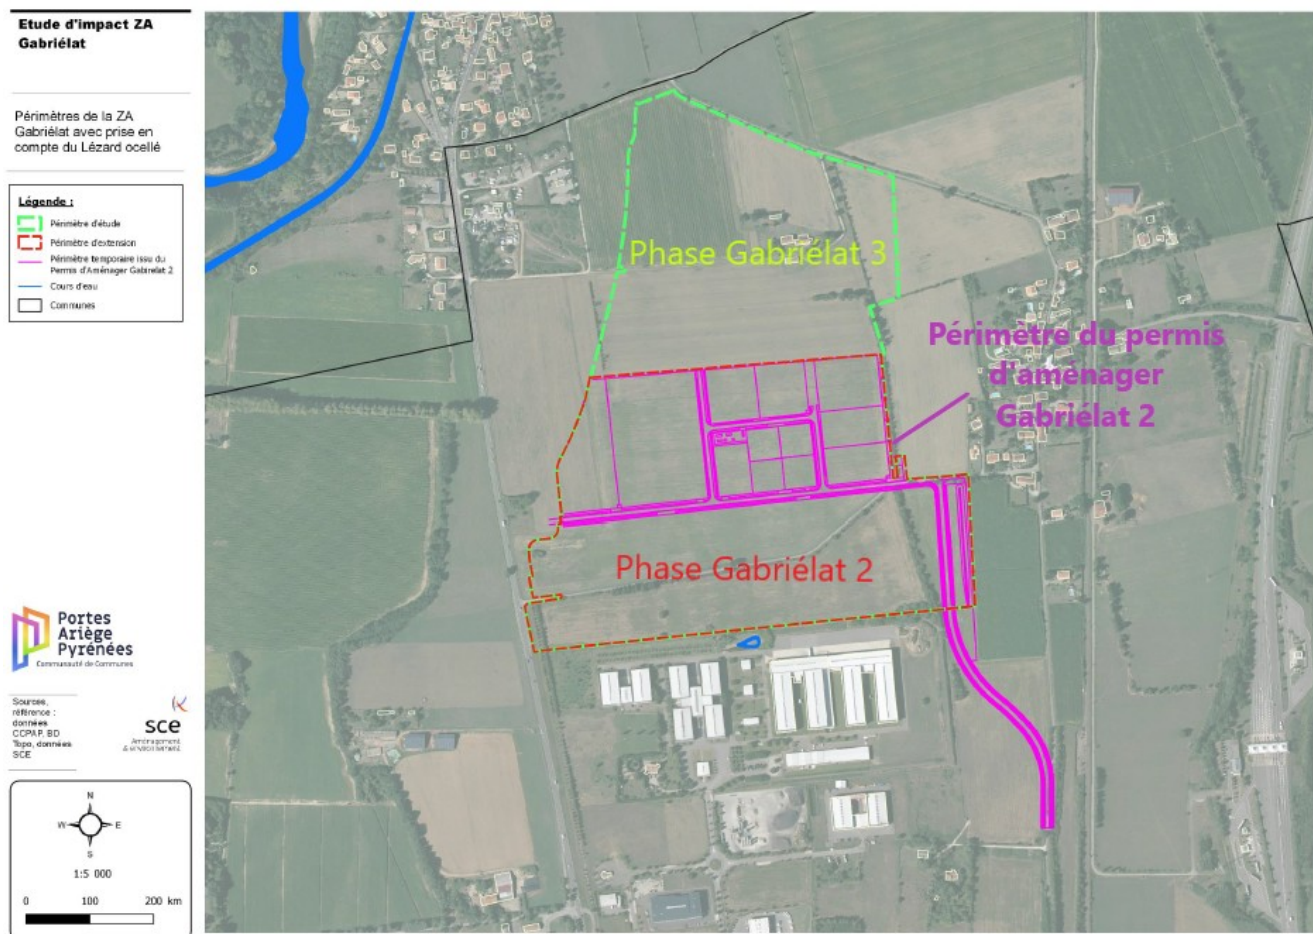 Etude d'impact ZA
Gabriélat
Périmètres de la ZA
Gabriélat avec prise en
compte du Lézard ocellé
Légende :
Périmètre d'étude
Périmètre d'extension
Périmètre temporaire issu du
Permis d'Aménager Gabirelat 2
Cours d'eau
Communes
Portes
Ariège
Pyrénées
Communauté de Communes
Sources,
référence :
données
CCPAP, BD
Topo, données
SCE
sce
Aménagement
& environnement
N
W E
S
1:5 000
0 100 200 km
Phase Gabriélat 3
Périmètre du permis
d'aménager
Gabriélat 2
Phase Gabriélat 2